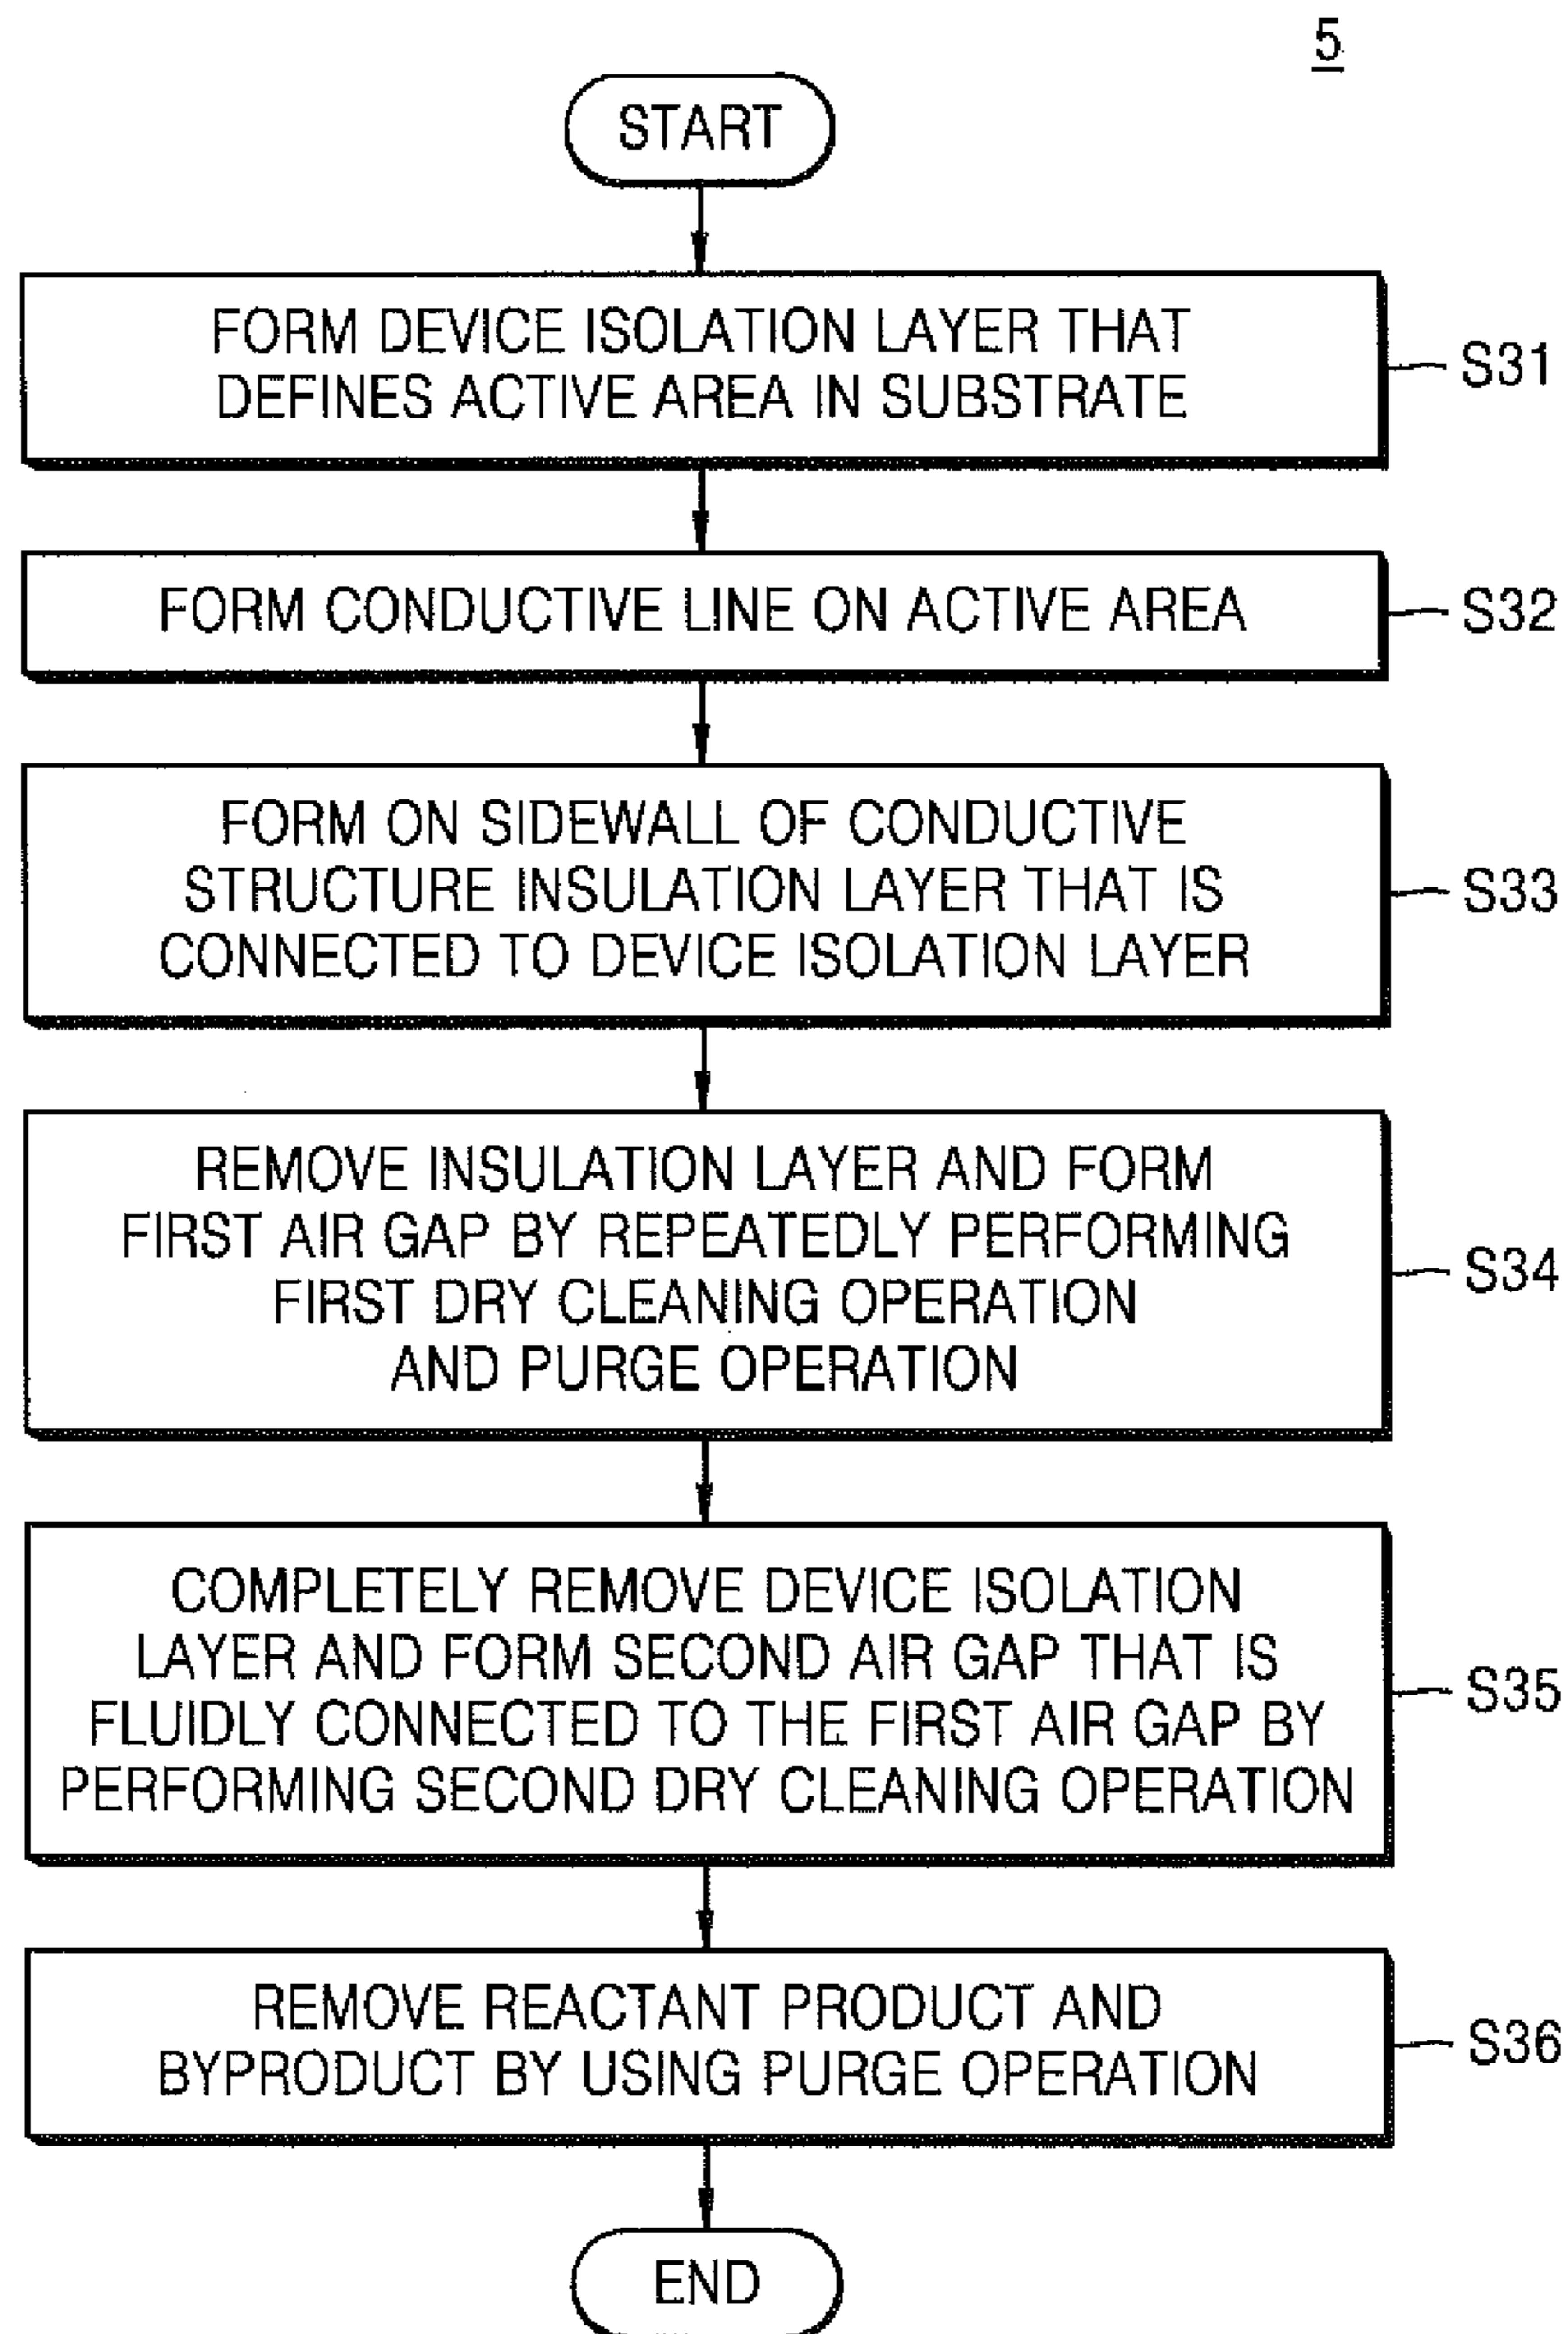 5
START
FORM DEVICE ISOLATION LAYER THAT
DEFINES ACTIVE AREA IN SUBSTRATE
S31
FORM CONDUCTIVE LINE ON ACTIVE AREA
S32
FORM ON SIDEWALL OF CONDUCTIVE
STRUCTURE INSULATION LAYER THAT IS
CONNECTED TO DEVICE ISOLATION LAYER
S33
REMOVE INSULATION LAYER AND FORM
FIRST AIR GAP BY REPEATEDLY PERFORMING
FIRST DRY CLEANING OPERATION
AND PURGE OPERATION
S34
COMPLETELY REMOVE DEVICE ISOLATION
LAYER AND FORM SECOND AIR GAP THAT IS
FLUIDLY CONNECTED TO THE FIRST AIR GAP BY
PERFORMING SECOND DRY CLEANING OPERATION
S35
REMOVE REACTANT PRODUCT AND
BYPRODUCT BY USING PURGE OPERATION
S36
END